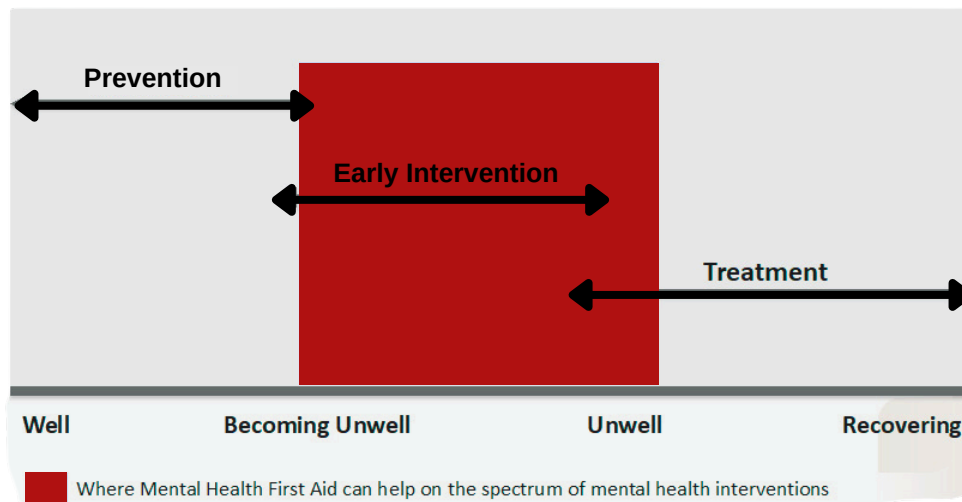 Prevention
Early Intervention
Treatment
Well Becoming Unwell Unwell Recovering
Where Mental Health First Aid can help on the spectrum of mental health interventions